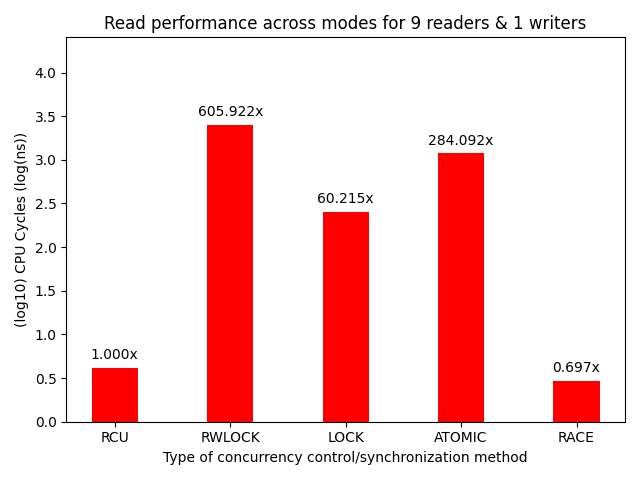 Read performance across modes for 9 readers & 1 writers
(log10) CPU Cycles (log(ns))
4.0
3.5
3.0
2.5
2.0
1.5
1.0
0.5
0.0
1.000x
605.922x
60.215x
284.092x
0.697x
RCU RWLOCK LOCK ATOMIC RACE
Type of concurrency control/synchronization method